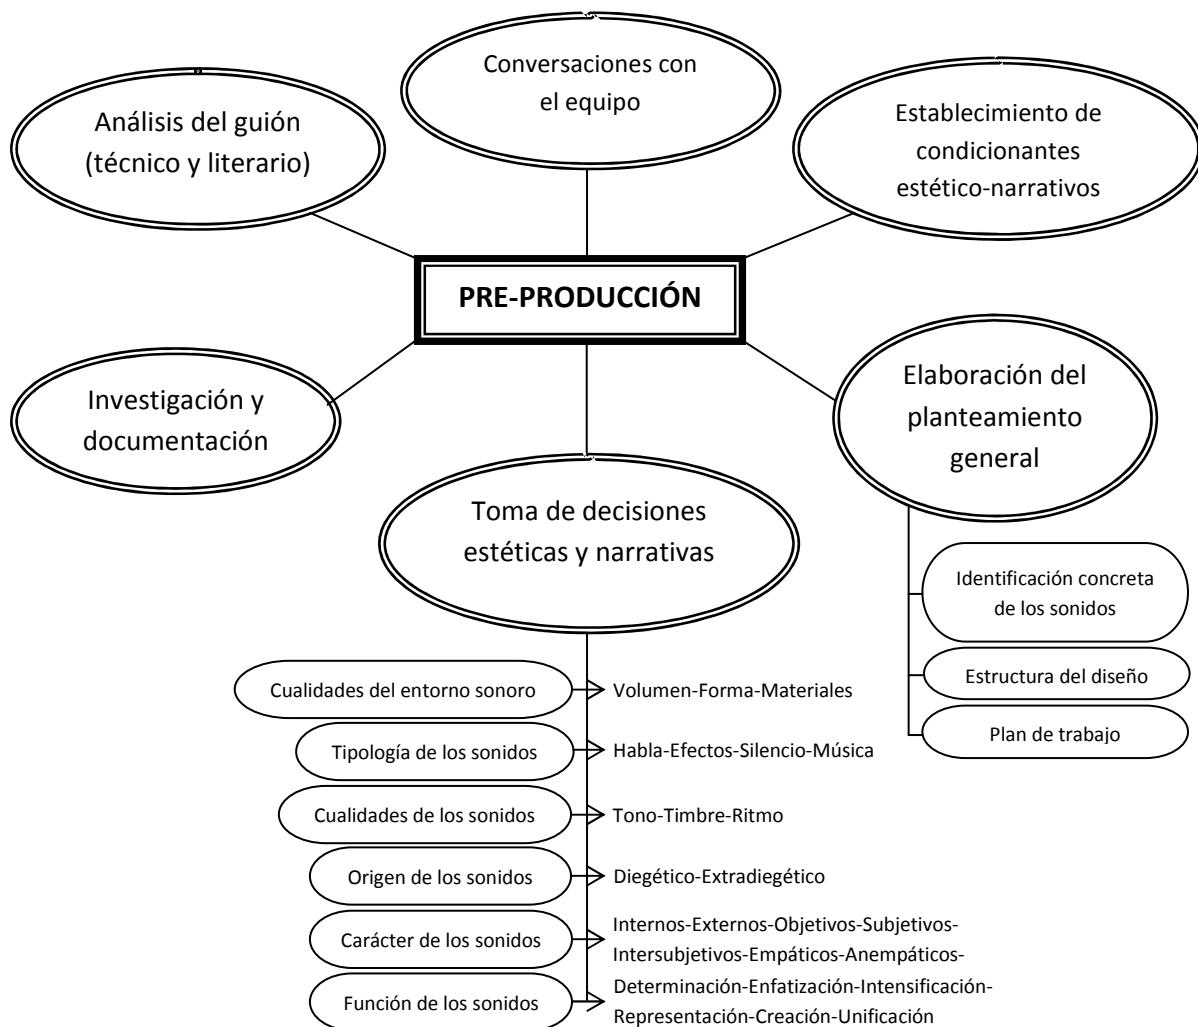 Conversaciones con
el equipo
Análisis del guión
(técnico y literario)
Establecimiento de
condicionantes
estético-narrativos
PRE-PRODUCCIÓN
Investigación y
documentación
Elaboración del
planteamiento
general
Toma de decisiones
estéticas y narrativas
Identificación concreta
de los sonidos
Estructura del diseño
Plan de trabajo
Cualidades del entorno sonoro
Volumen-Forma-Materiales
Tipología de los sonidos
Habla-Efectos-Silencio-Música
Cualidades de los sonidos
Tono-Timbre-Ritmo
Origen de los sonidos
Diegético-Extradiegético
Carácter de los sonidos
Internos-Externos-Objetivos-Subjetivos-
Intersubjetivos-Empáticos-Anempáticos-
Función de los sonidos
Determinación-Enfatización-Intensificación-
Representación-Creación-Unificación